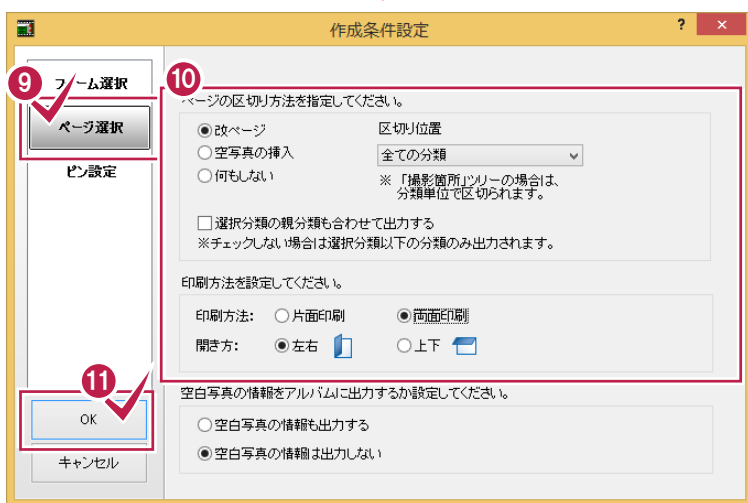 作成条件設定
? ×
9
フレーム選択
ページ選択
ピン設定
10
ページの区切り方法を指定してください。
改ページ 区切り位置
空写真の挿入 全ての分類
何もしない ※「撮影箇所」ツリーの場合は、
分類単位で区切られます。
選択分類の親分類も合わせて出力する
※チェックしない場合は選択分類以下の分類のみ出力されます。
印刷方法を設定してください。
印刷方法: 片面印刷 両面印刷
開き方: 左右 上下
11
OK
キャンセル
空白写真の情報をアルバムに出力するか設定してください。
空白写真の情報も出力する
空白写真の情報は出力しない